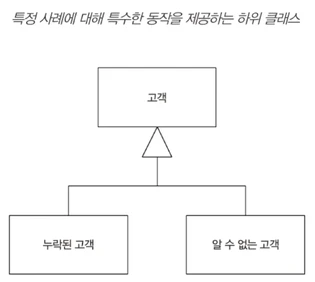 특정 사례에 대해 특수한 동작을 제공하는 하위 클래스
고객
누락된 고객
알 수 없는 고객